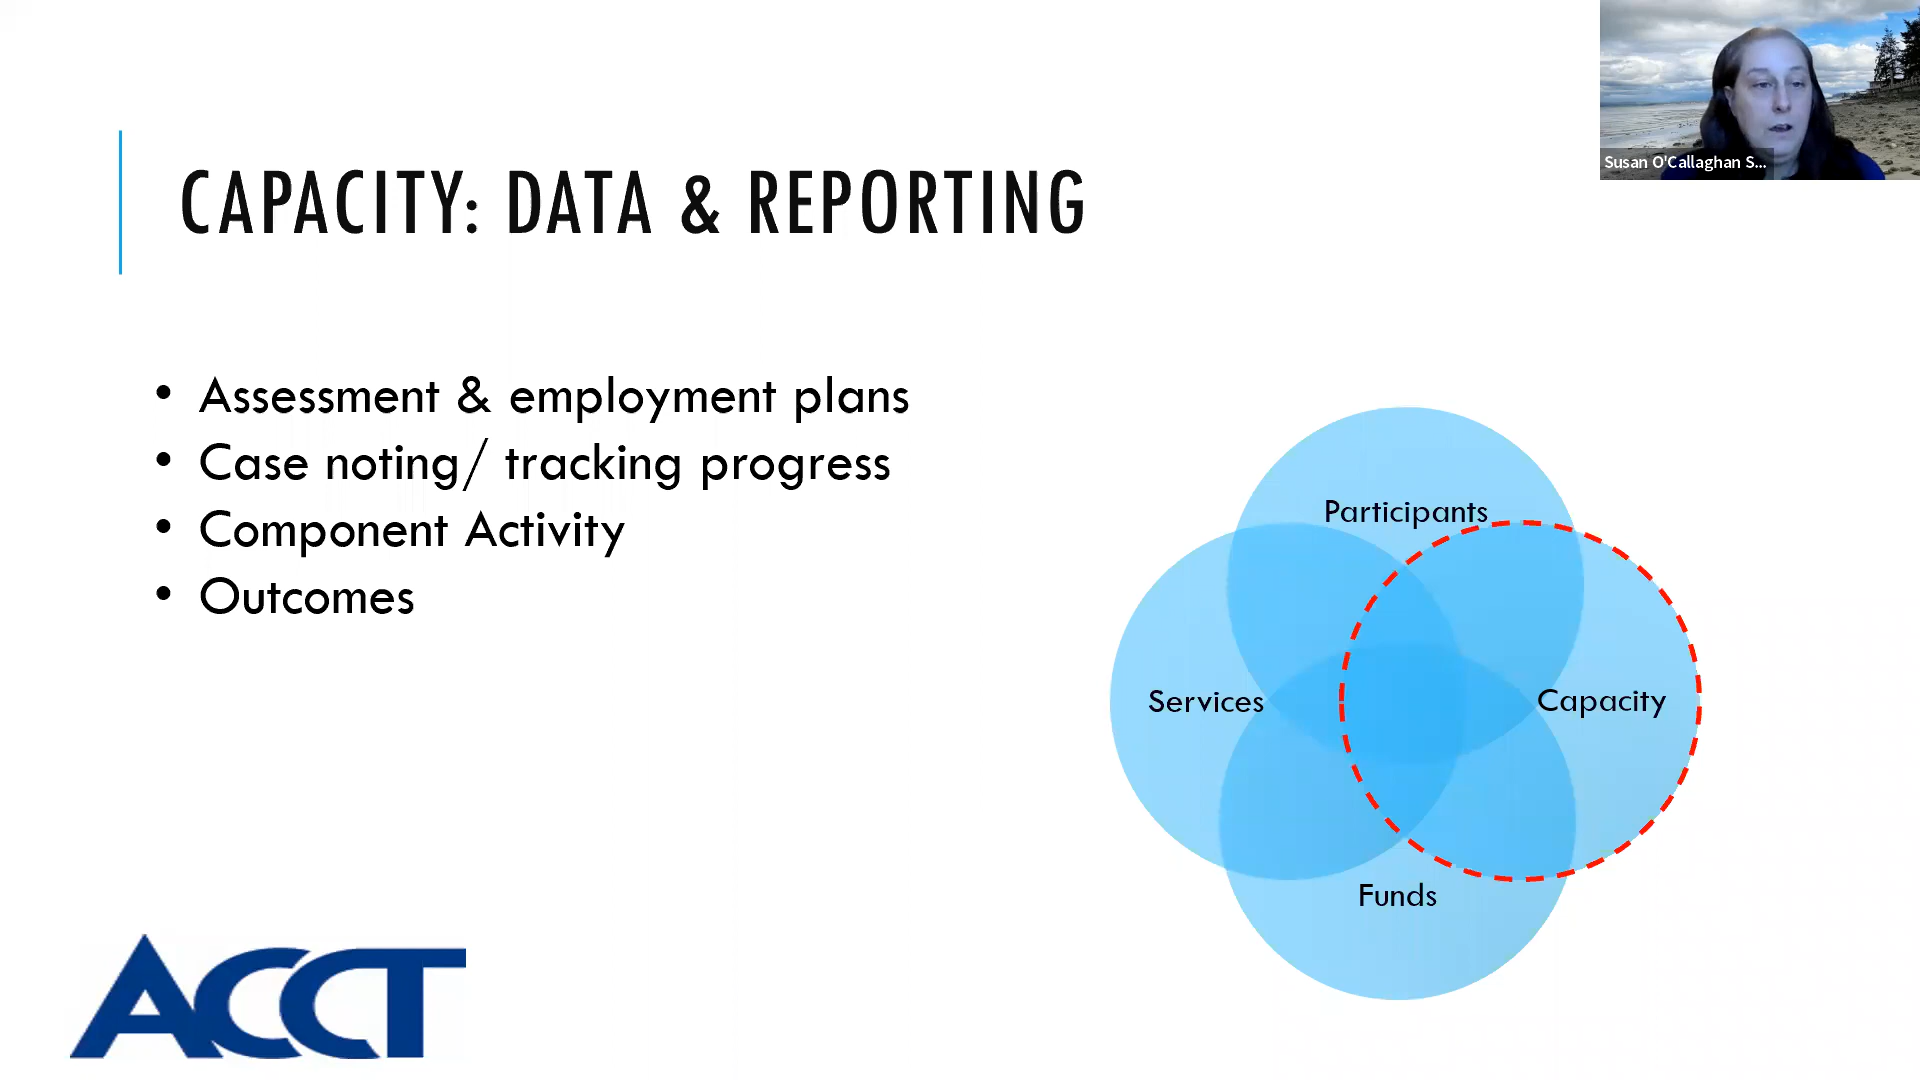 CAPACITY: DATA & REPORTING
Susan O'Callaghan S...
• Assessment & employment plans
• Case noting/ tracking progress
• Component Activity
• Outcomes
Participants
Services
Capacity
Funds
ACCT